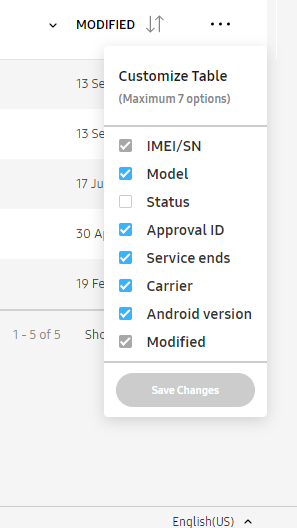 MODIFIED
Customize Table
(Maximum 7 options)
13 Se
IMEI/SN
Model
13 Se
Status
17 Ju
Approval ID
30 A
Service ends
Carrier
19 Fe
Android version
1 - 5 of 5
Sho
Modified
Save Changes
English(US)